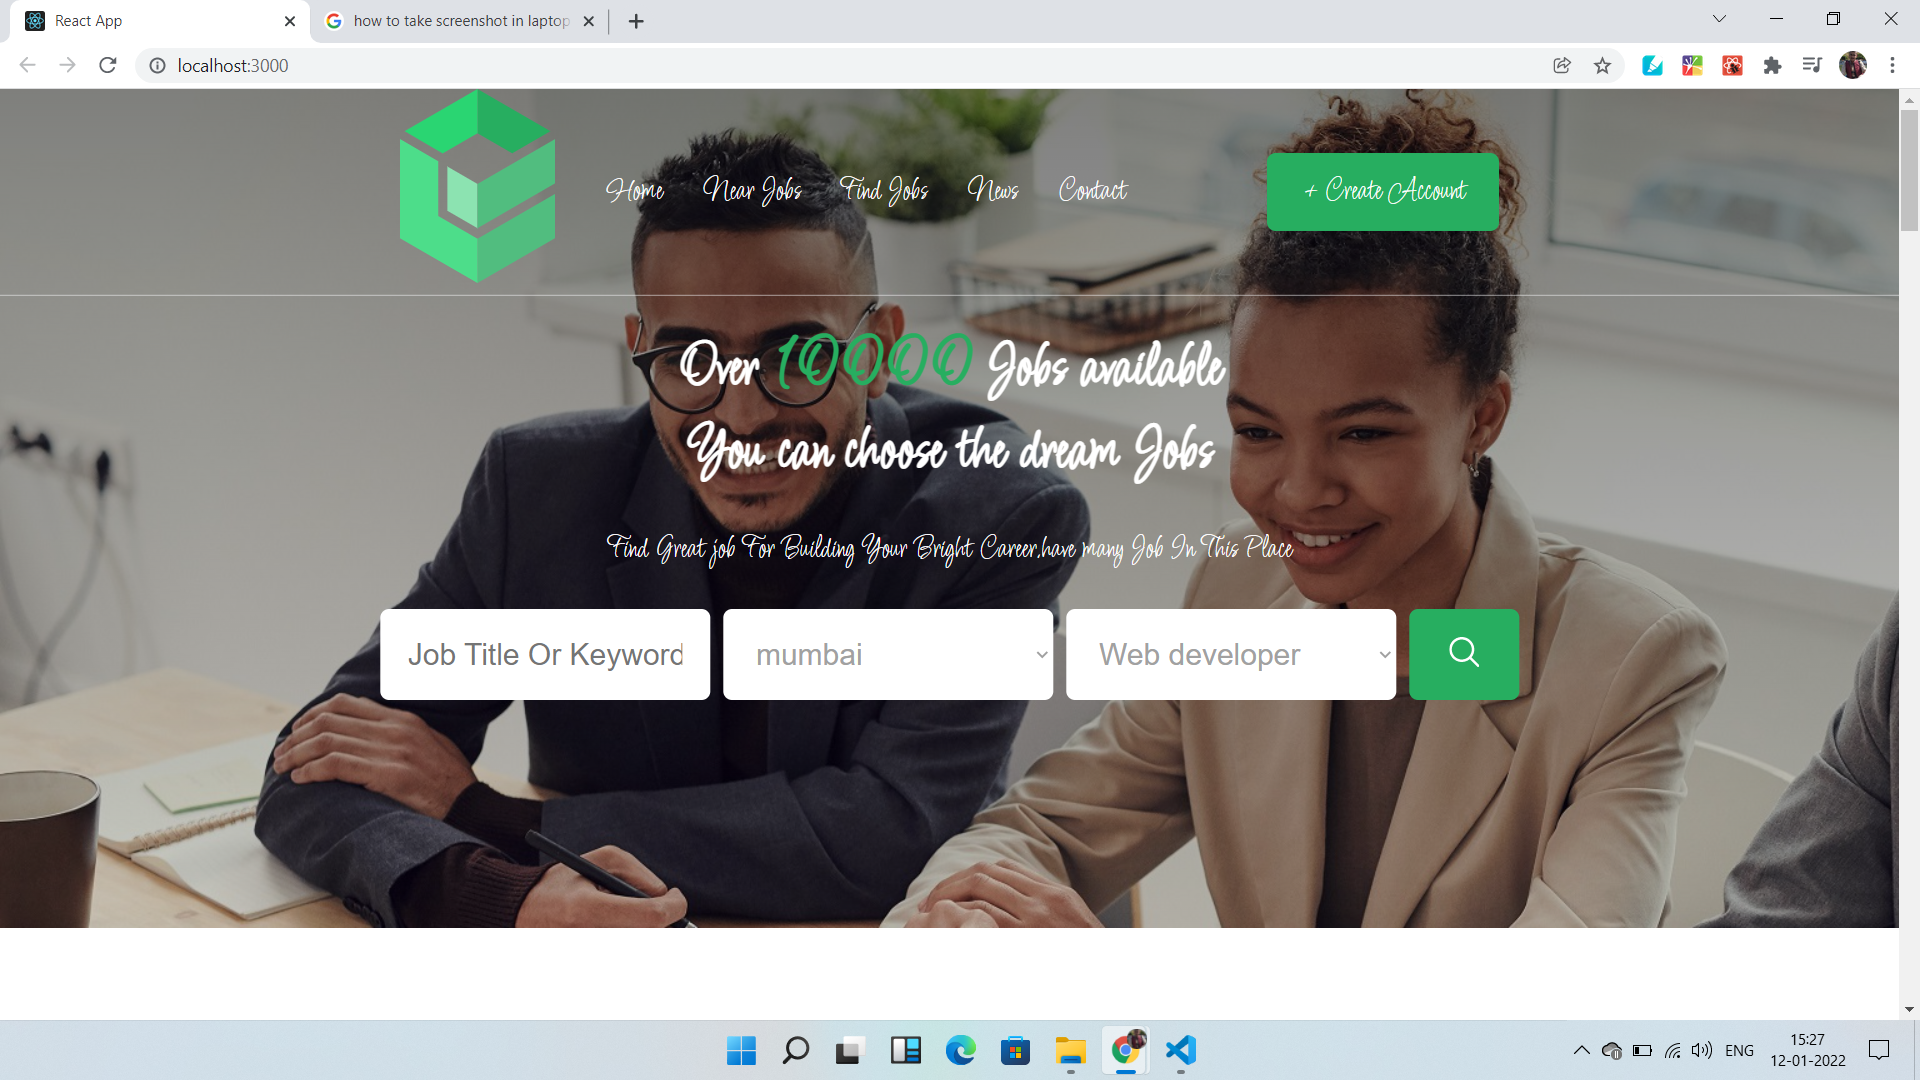 React App
how to take screenshot in laptop
localhost:3000
Home Near Jobs Find Jobs News Contact + Create Account
Over 10000 Jobs available
You can choose the dream Jobs
Find Great job For Building Your Bright Career,have many Job In This Place
Job Title Or Keyword mumbai Web developer
ENG 15:27
12-01-2022